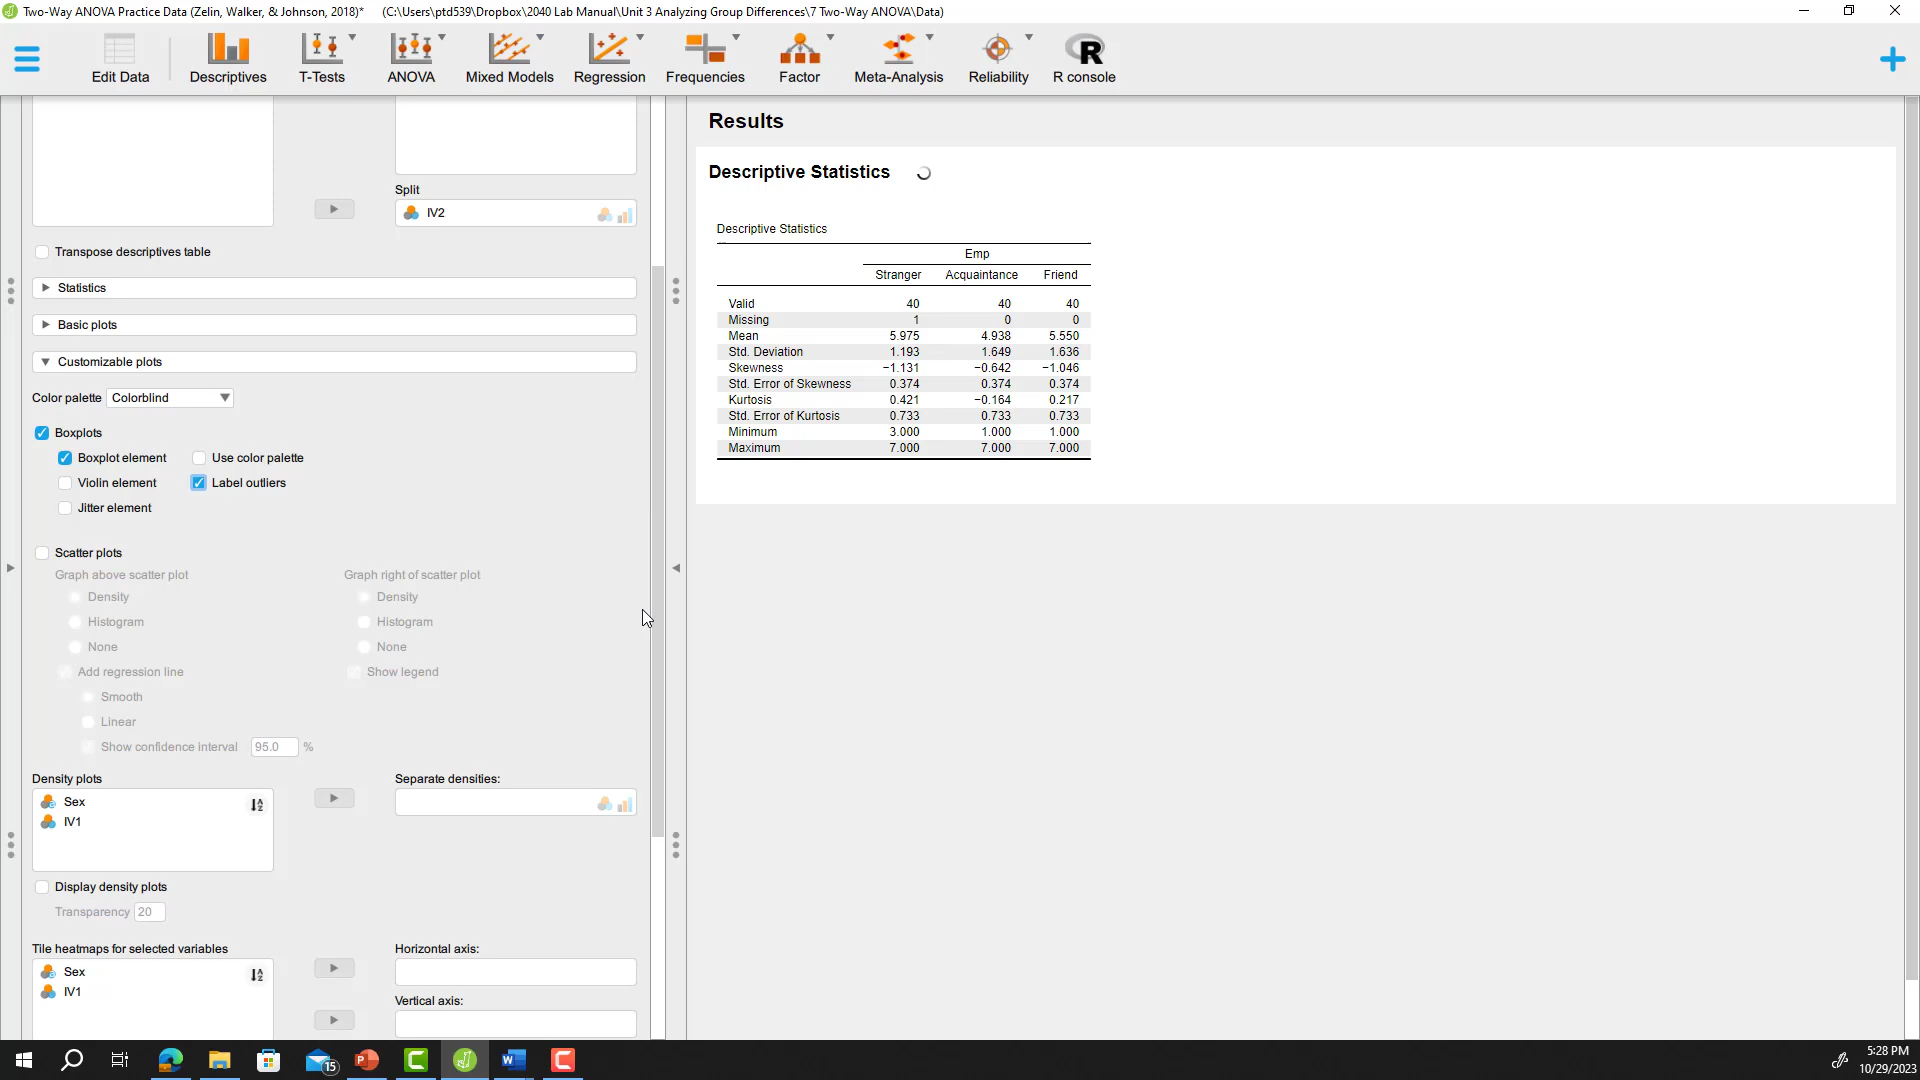 Two-Way ANOVA Practice Data (Zelin, Walker, & Johnson, 2018)* (C:\Users\ptd539\Dropbox\2040 Lab Manual\Unit 3 Analyzing Group Differences\7 Two-Way ANOVA\Data)
Edit Data Descriptives T-Tests ANOVA Mixed Models Regression Frequencies Factor Meta-Analysis Reliability R console
Split
IV2
Transpose descriptives table
Statistics
Basic plots
Customizable plots
Color palette Colorblind
Boxplots
Boxplot element Use color palette
Violin element Label outliers
Jitter element
Scatter plots
Graph above scatter plot Graph right of scatter plot
Density Density
Histogram Histogram
None None
Add regression line Show legend
Smooth
Linear
Show confidence interval 95.0 %
Density plots Separate densities:
Sex
IV1
Display density plots
Transparency 20
Tile heatmaps for selected variables Horizontal axis:
Sex
IV1
Vertical axis:
Results
Descriptive Statistics
Descriptive Statistics
Emp
Stranger Acquaintance Friend
Valid 40 40 40
Missing 1 0 0
Mean 5.975 4.938 5.550
Std. Deviation 1.193 1.649 1.636
Skewness −1.131 −0.642 −1.046
Std. Error of Skewness 0.374 0.374 0.374
Kurtosis 0.421 −0.164 0.217
Std. Error of Kurtosis 0.733 0.733 0.733
Minimum 3.000 1.000 1.000
Maximum 7.000 7.000 7.000
15
5:28 PM
10/29/2023